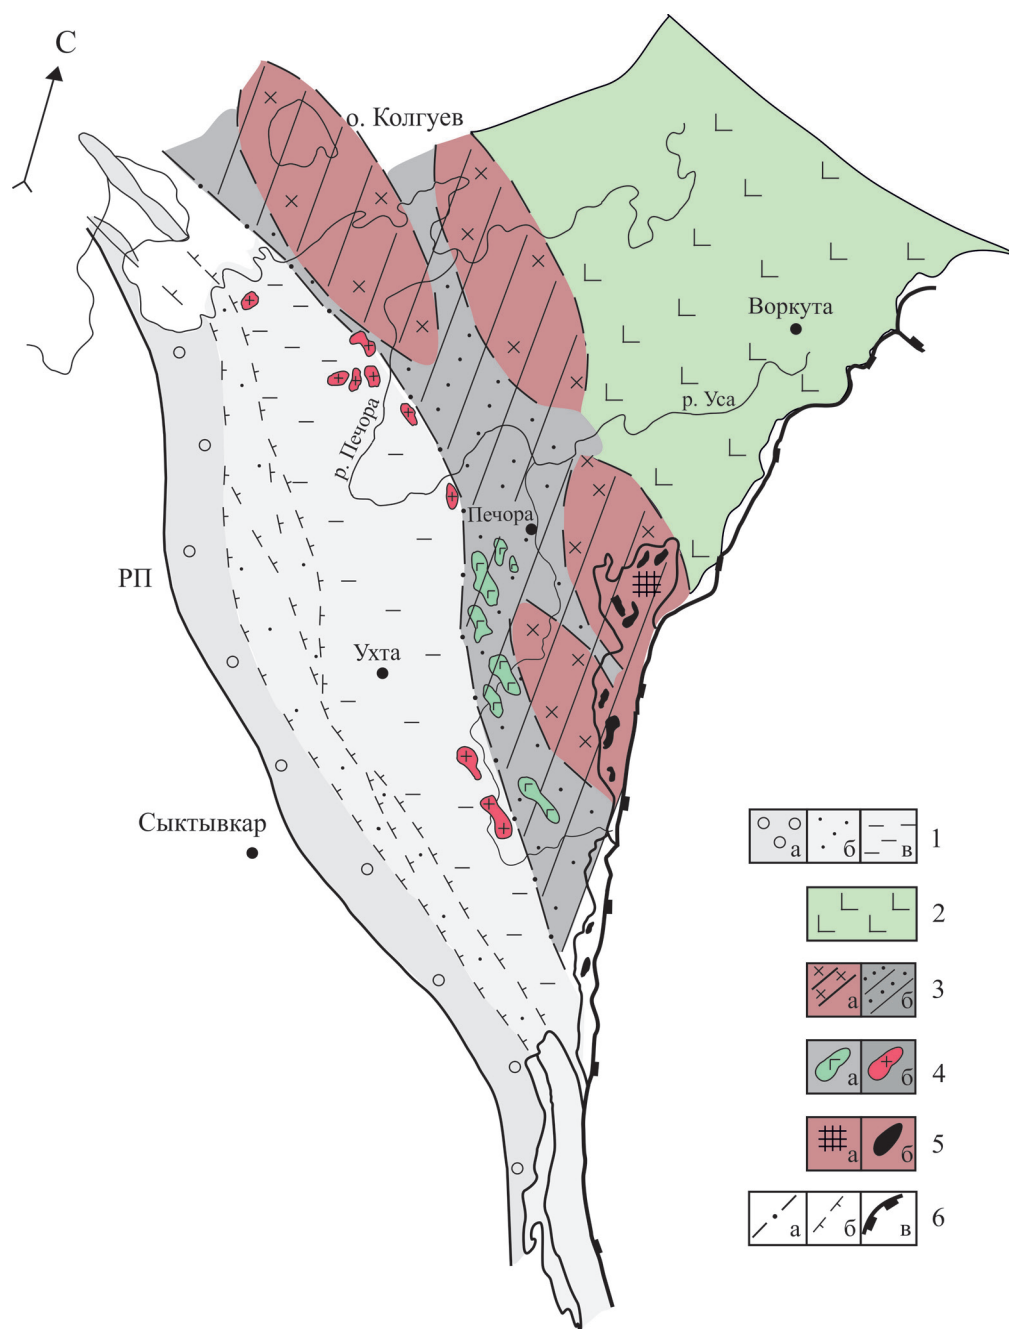 С
о. Колгуев
Воркута
р. Уса
р. Печора
Печора
РП
Ухта
Сыктывкар
а б в 1
2
а б 3
а б 4
а б 5
а б в 6